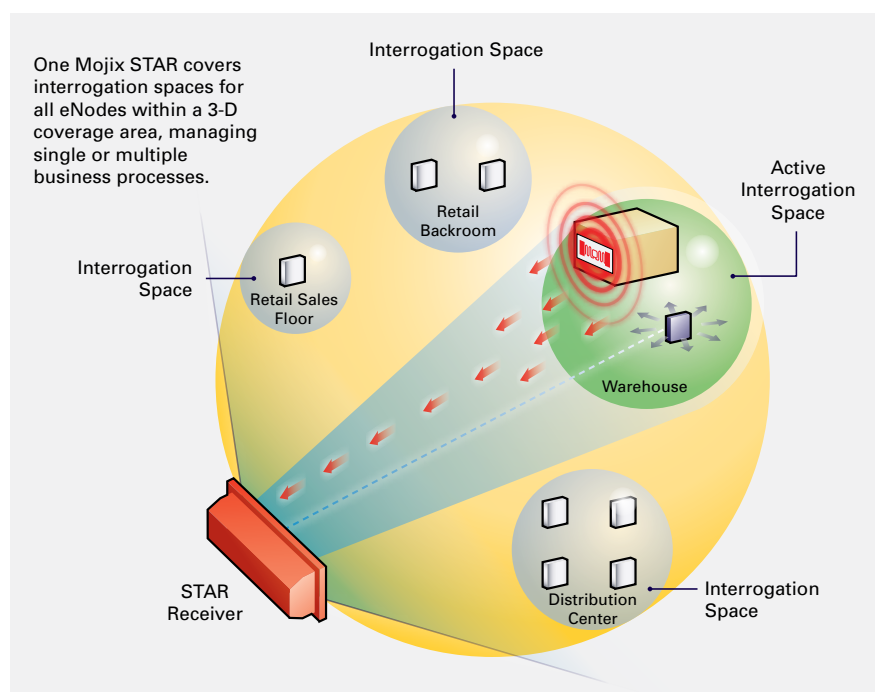 One Mojix STAR covers
interrogation spaces for
all eNodes within a 3-D
coverage area, managing
single or multiple
business processes.
Interrogation Space
Active
Interrogation
Space
Retail
Backroom
Interrogation
Space
Retail Sales
Floor
Warehouse
STAR
Receiver
Distribution
Center
Interrogation
Space